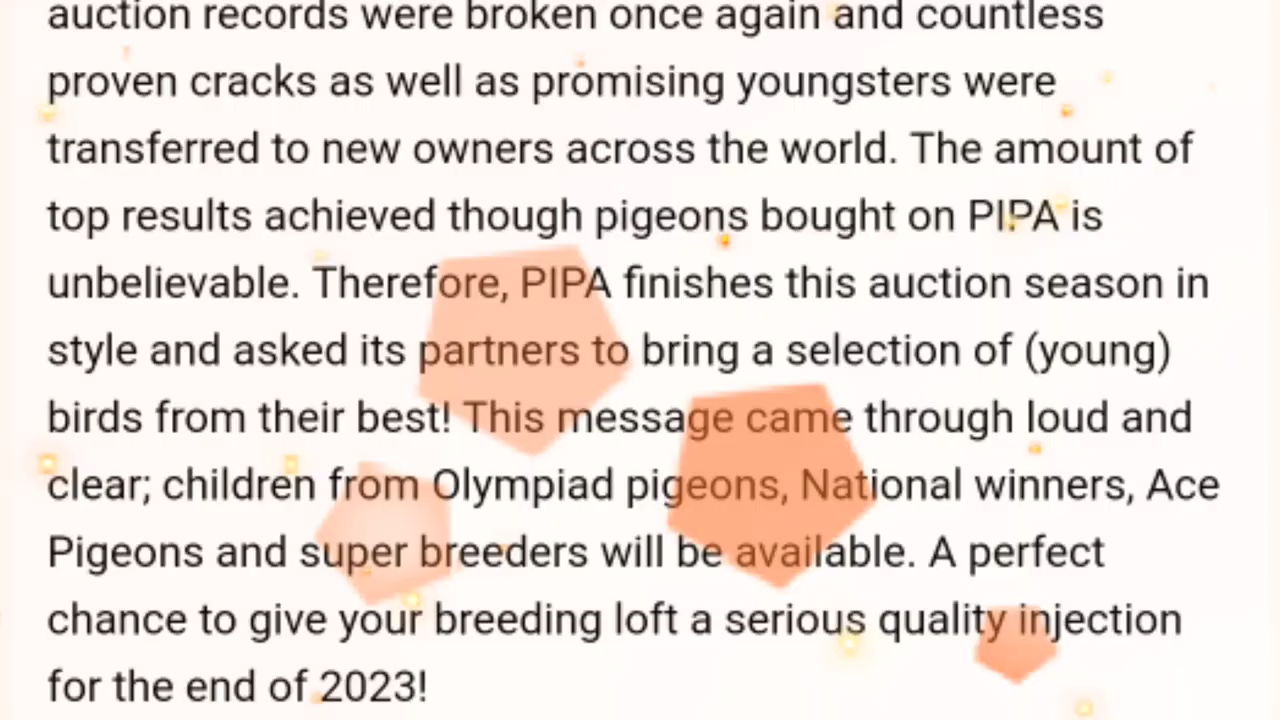 auction records were broken once again and countless
proven cracks as well as promising youngsters were
transferred to new owners across the world. The amount of
top results achieved though pigeons bought on PIPA is
unbelievable. Therefore, PIPA finishes this auction season in
style and asked its partners to bring a selection of (young)
birds from their best! This message came through loud and
clear; children from Olympiad pigeons, National winners, Ace
Pigeons and super breeders will be available. A perfect
chance to give your breeding loft a serious quality injection
for the end of 2023!